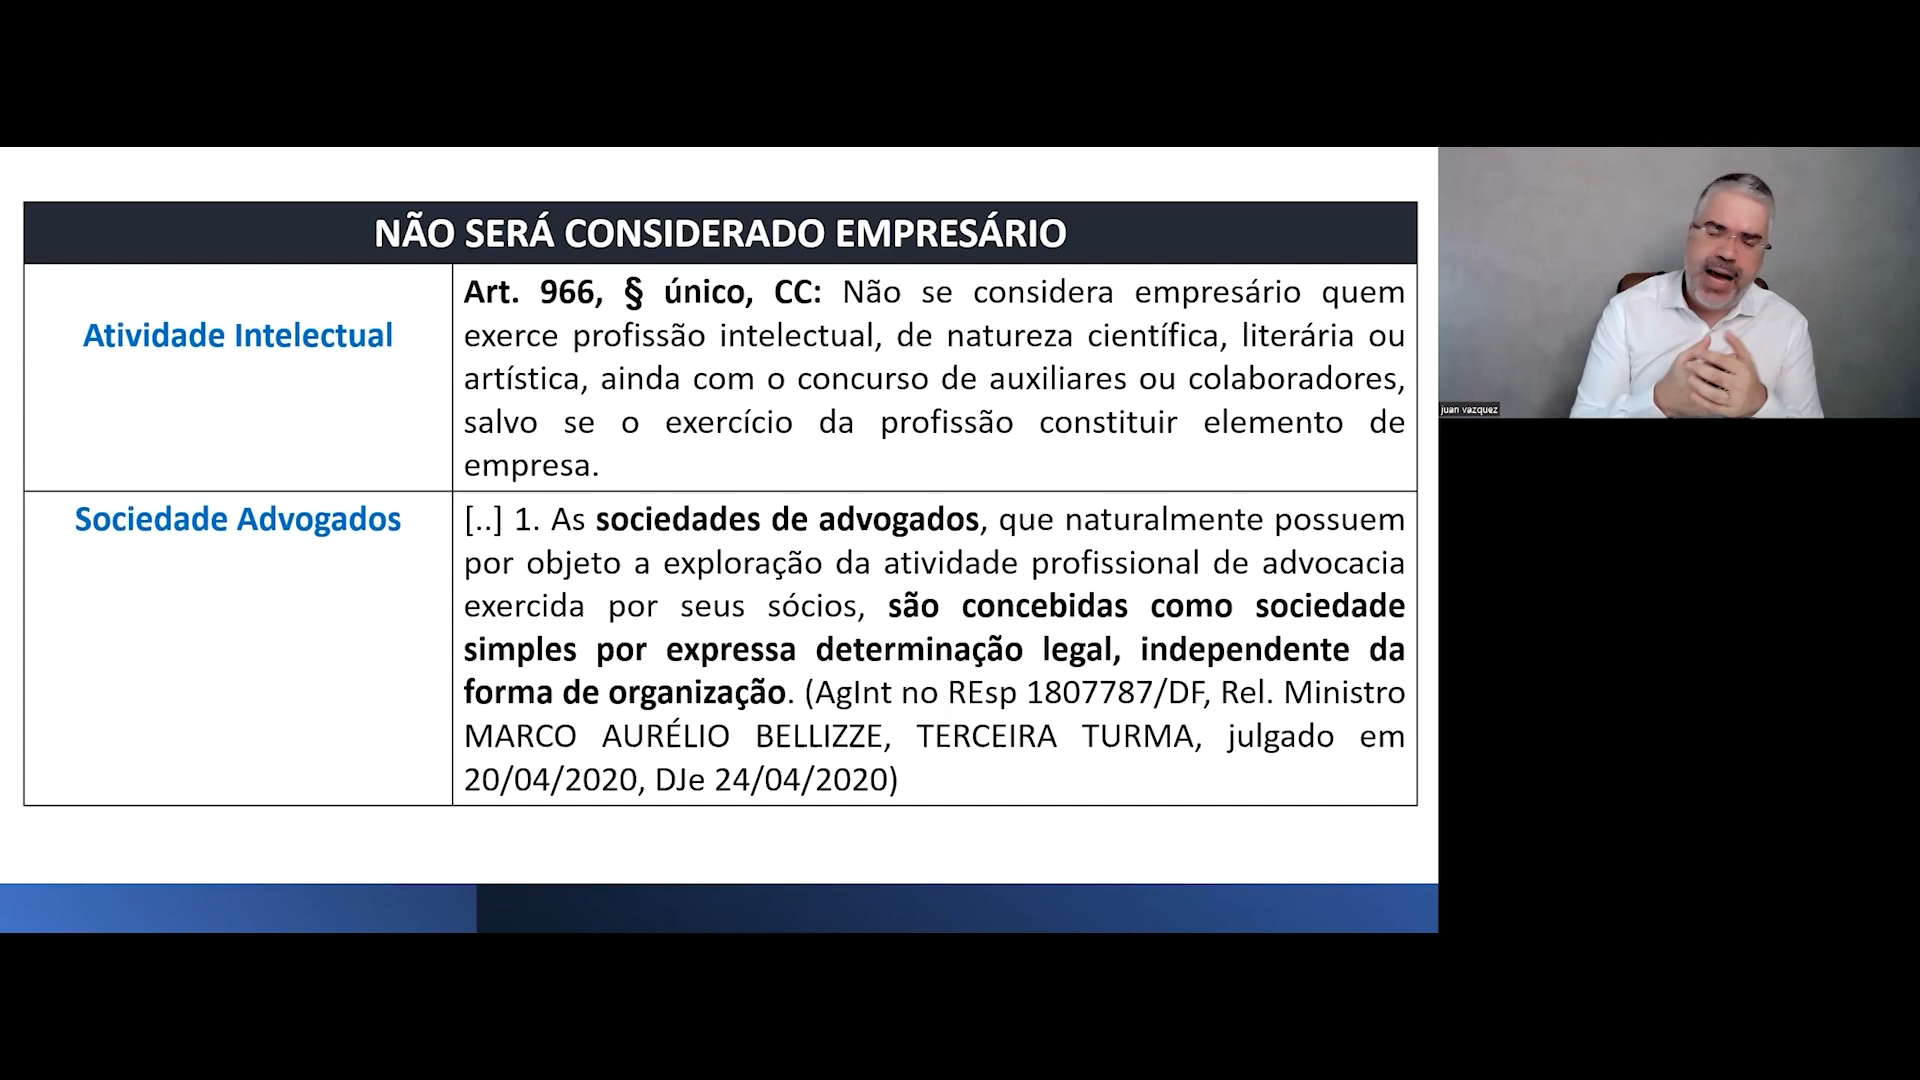 NÃO SERÁ CONSIDERADO EMPRESÁRIO
Atividade Intelectual
Art. 966, § único, CC: Não se considera empresário quem
exerce profissão intelectual, de natureza científica, literária ou
artística, ainda com o concurso de auxiliares ou colaboradores,
salvo se o exercício da profissão constituir elemento de
empresa.
Sociedade Advogados
[..] 1. As sociedades de advogados, que naturalmente possuem
por objeto a exploração da atividade profissional de advocacia
exercida por seus sócios, são concebidas como sociedade
simples por expressa determinação legal, independente da
forma de organização. (AgInt no REsp 1807787/DF, Rel. Ministro
MARCO AURÉLIO BELLIZZE, TERCEIRA TURMA, julgado em
20/04/2020, DJe 24/04/2020)
juan vazquez